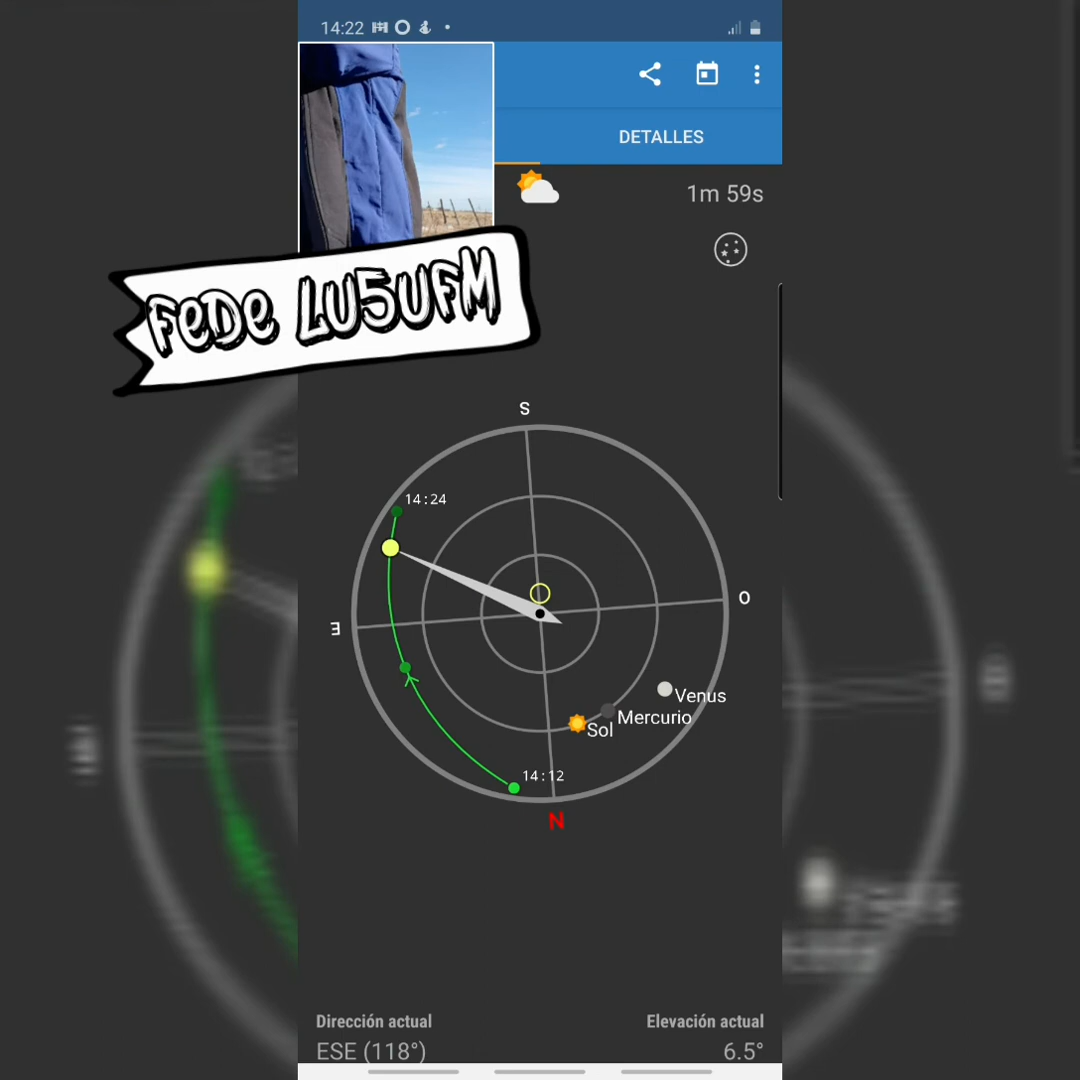 14:22
DETALLES
1m 59s
FeDe LU5UFM
S
14:24
O
E
Venus
Mercurio
Sol
14:12
N
Dirección actual
Elevación actual
ESE (118°)
6.5°